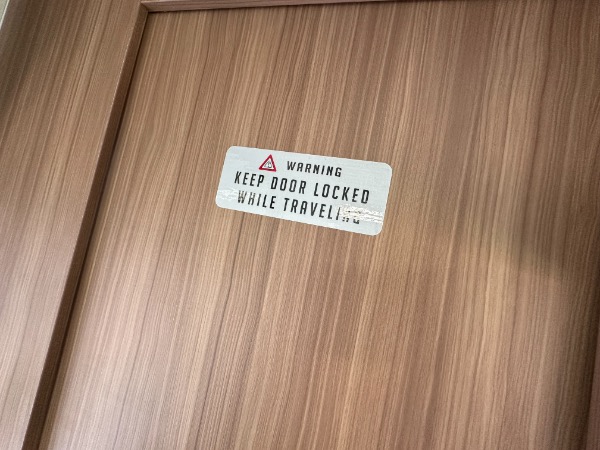 WARNING
KEEP DOOR LOCKED
WHILE TRAVELING